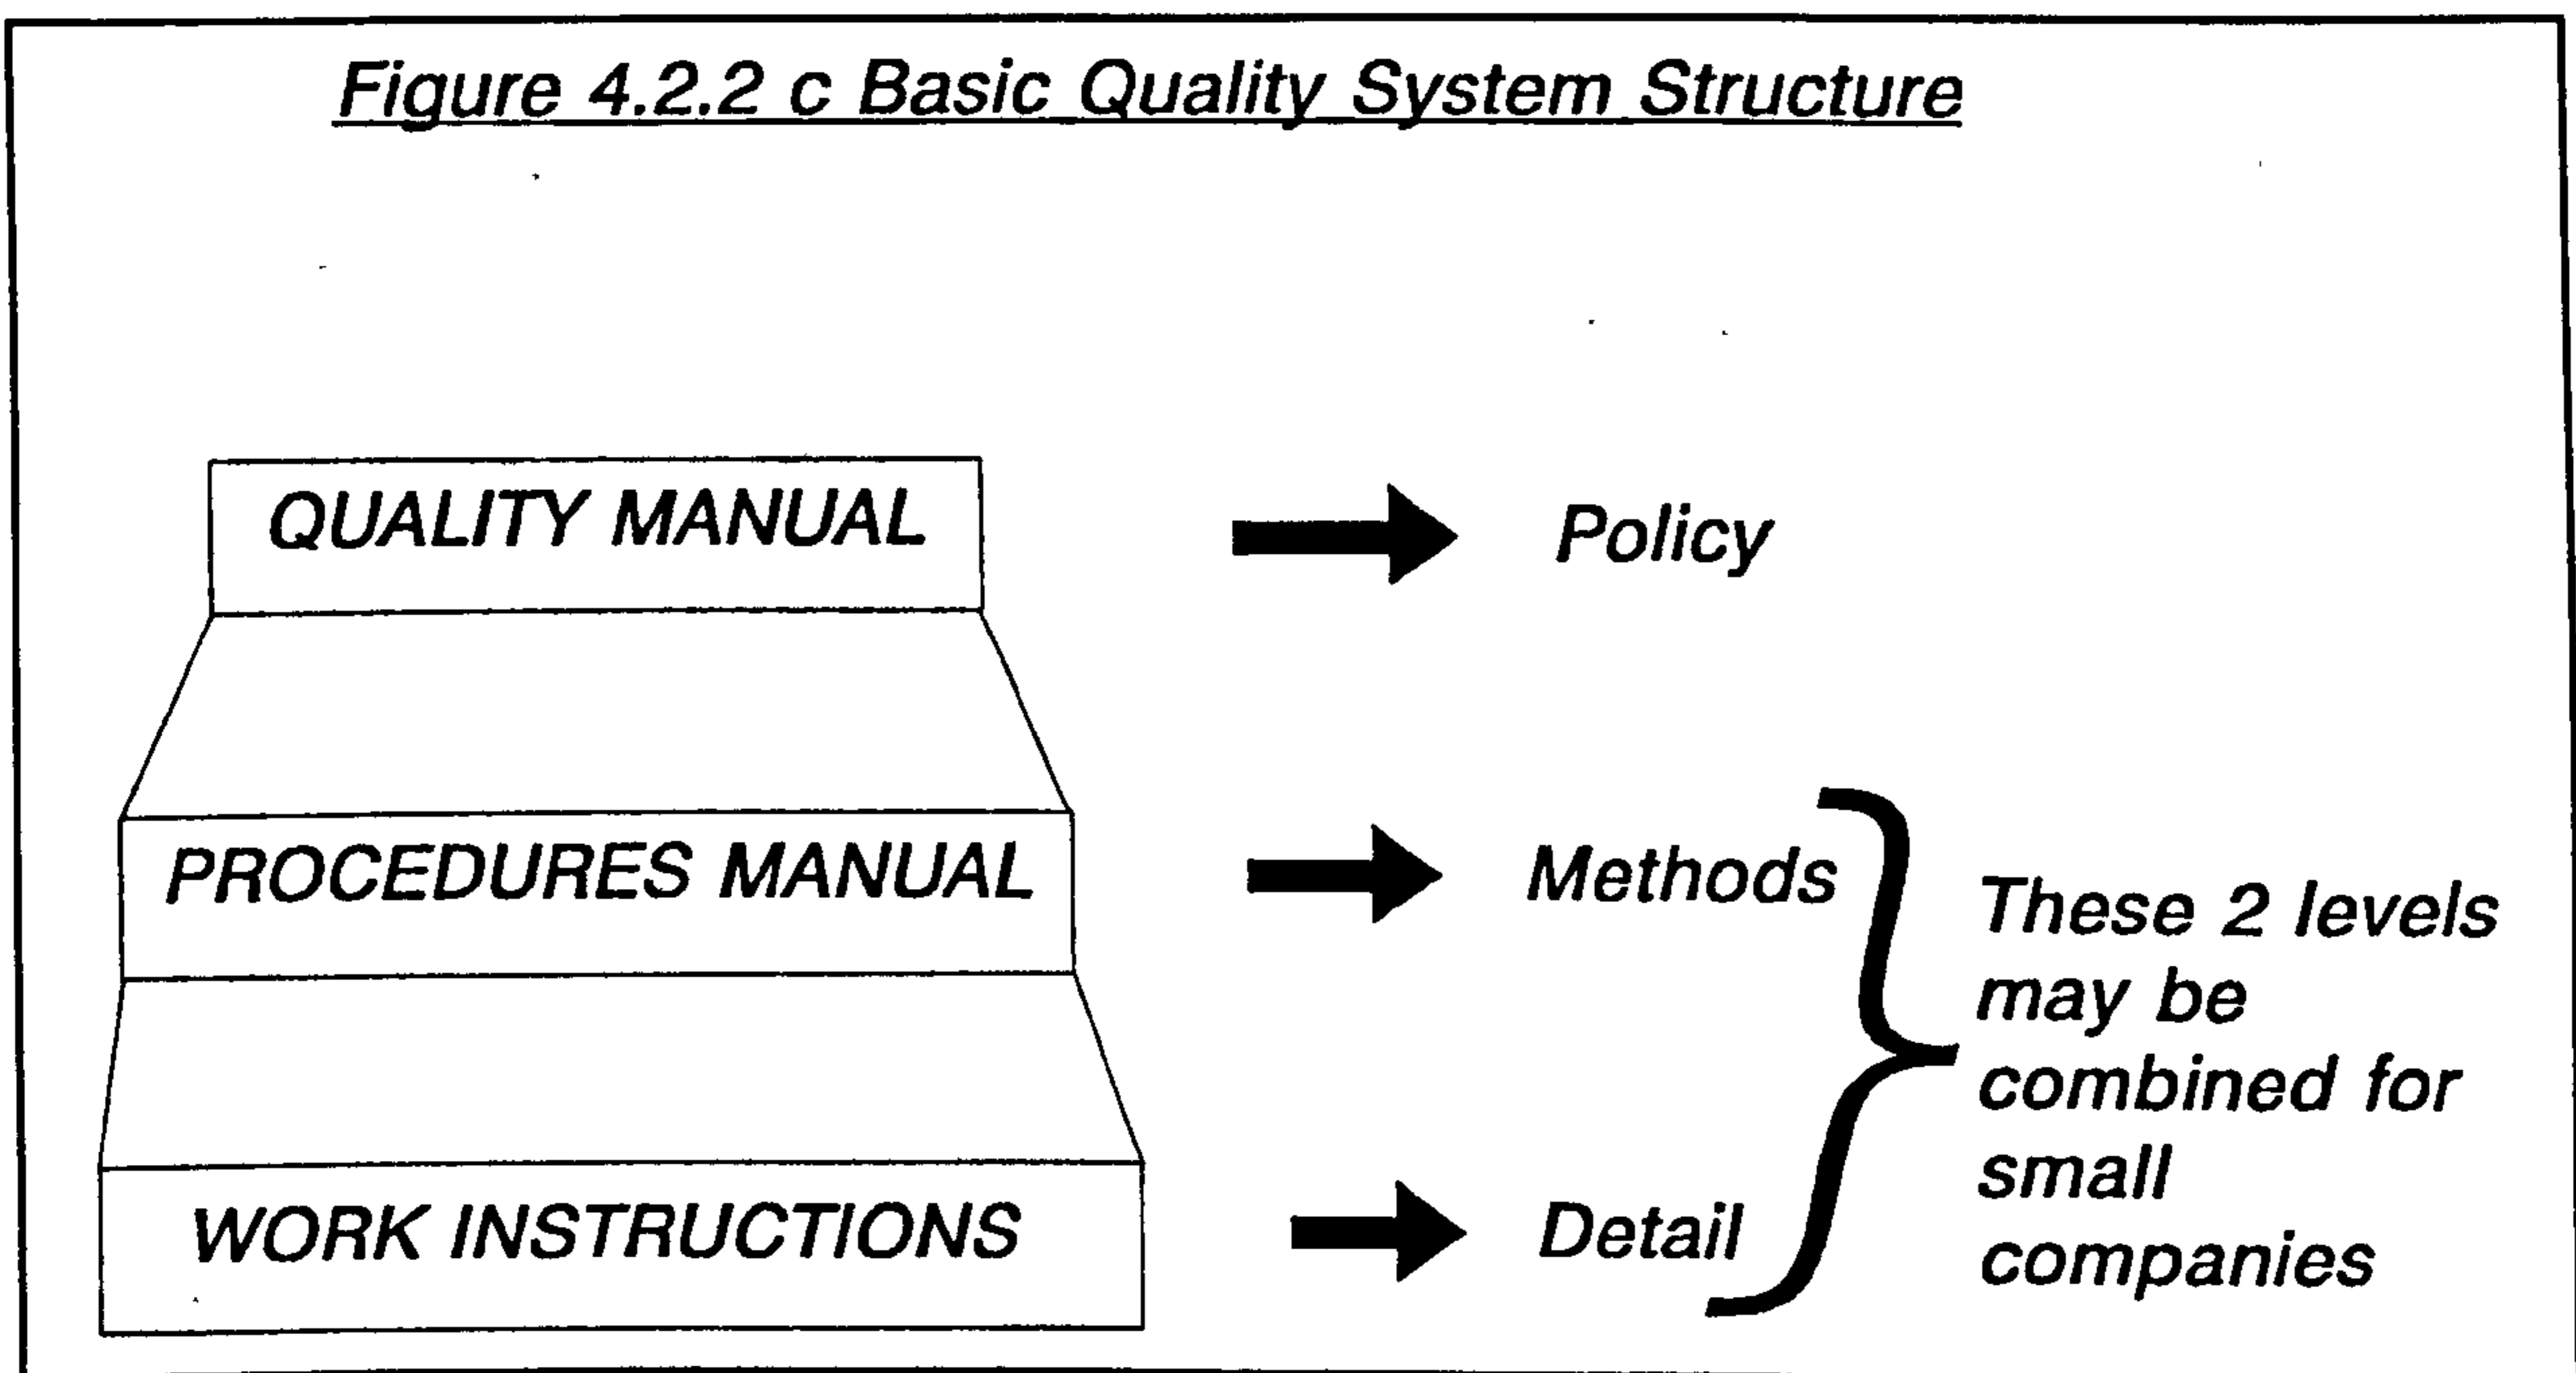 Figure 4.2.2 c Basic Quality System Structure
QUALITY MANUAL
Policy
PROCEDURES MANUAL
Methods
WORK INSTRUCTIONS
Detail
These 2 levels
may be
combined for
small
companies